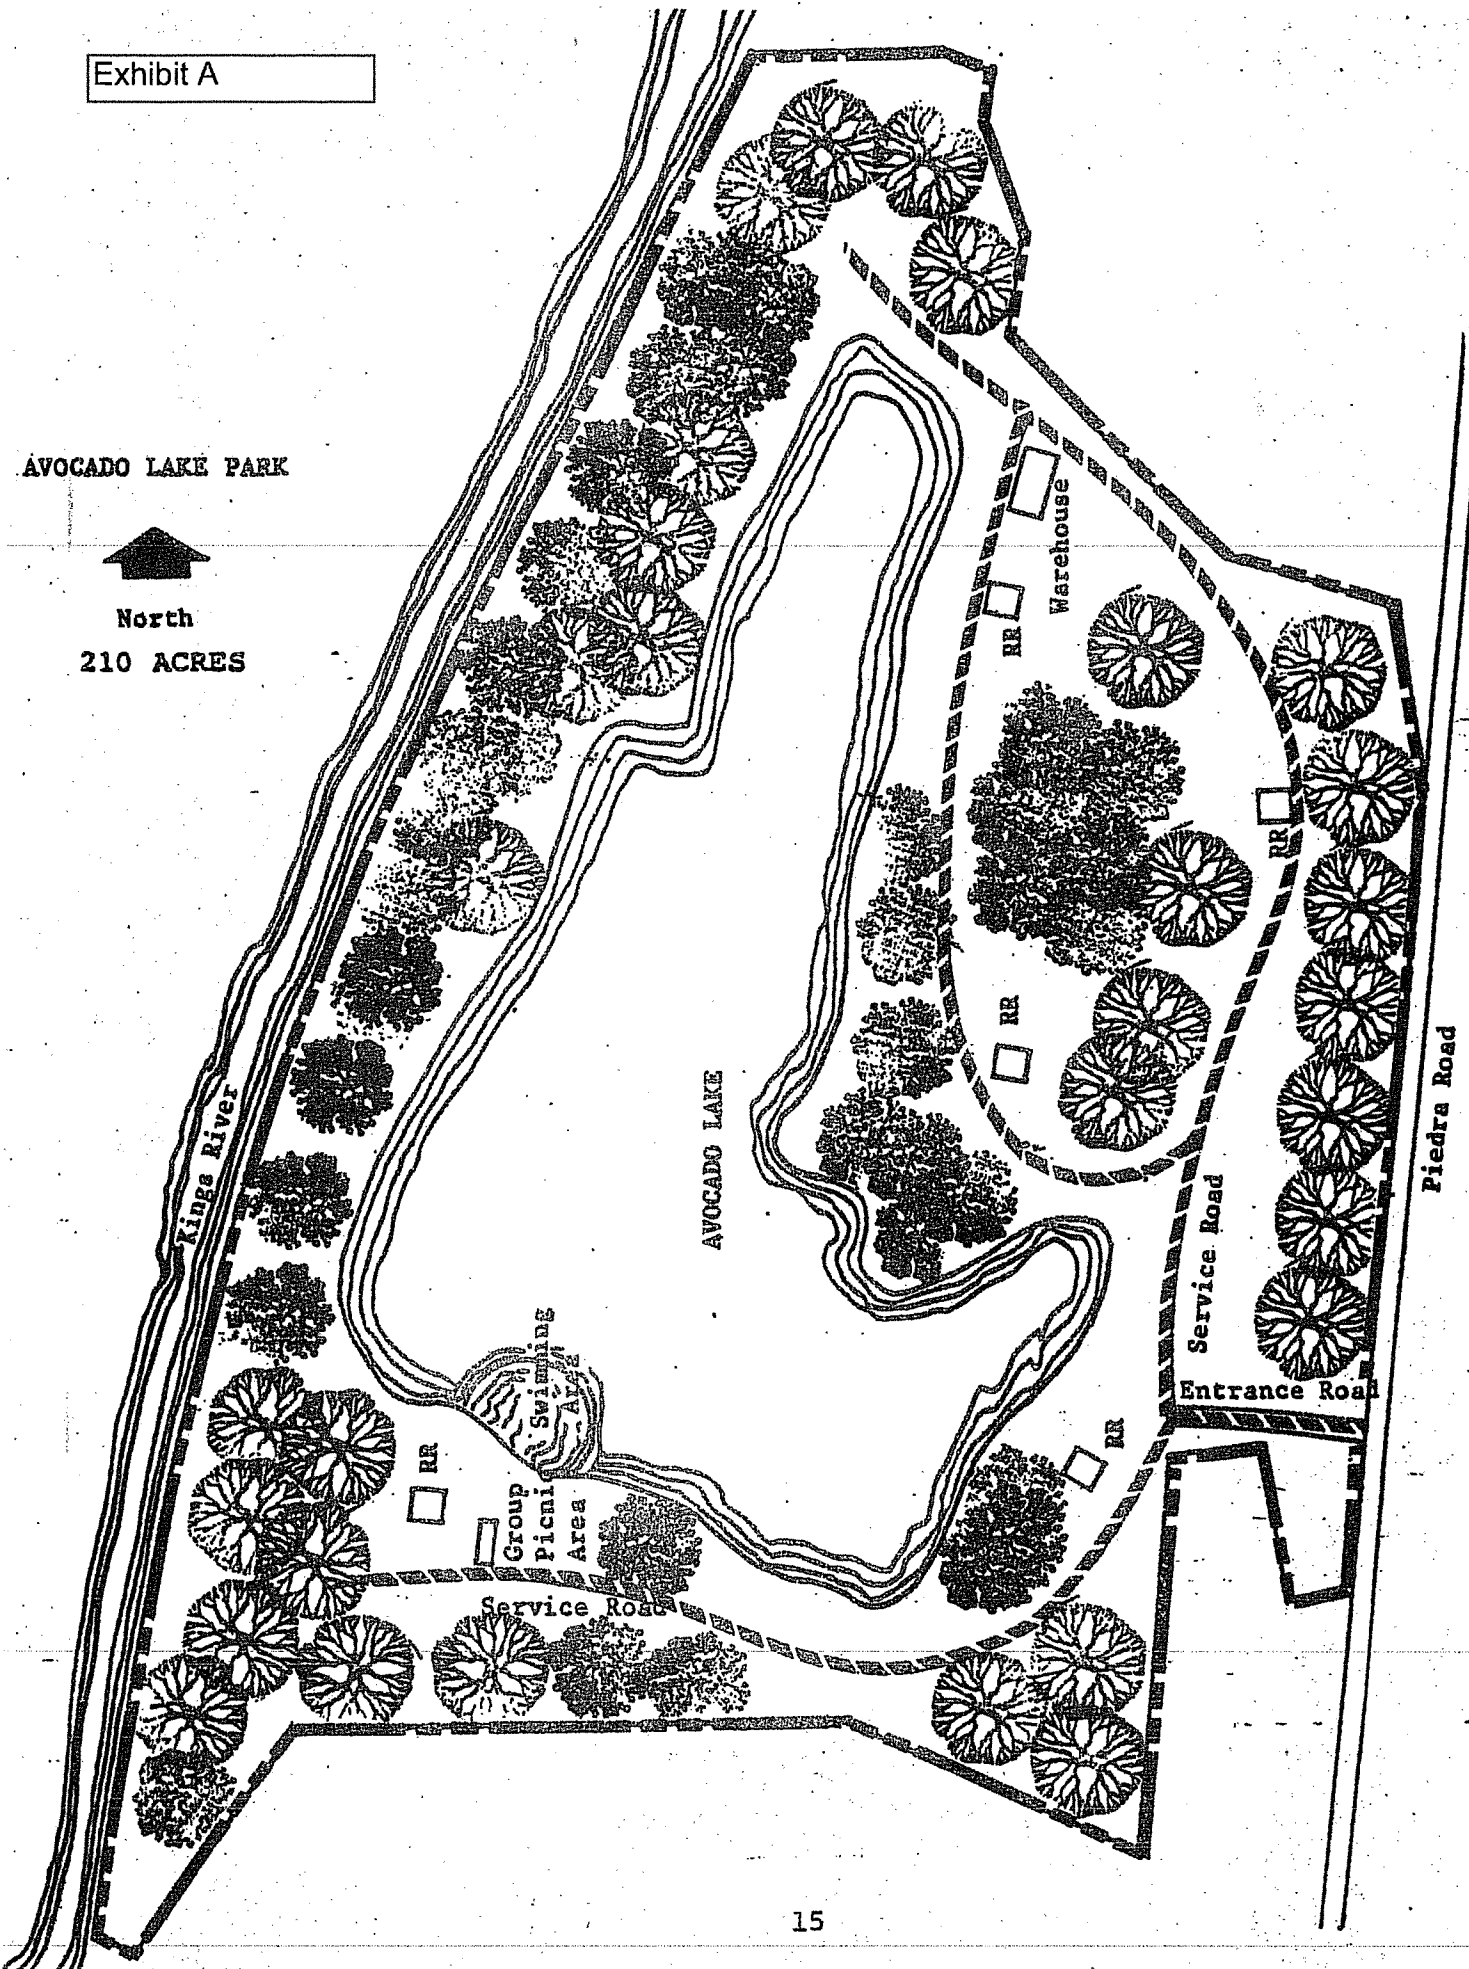 Exhibit A
AVOCADO LAKE PARK
North
210 ACRES
Warehouse
RR
RR
RR
Piedra Road
AVOCADO LAKE
Kings River
Service Road
Swimming
Area
Entrance Road
RR
RR
Group
Picni
Area
Service Road
15